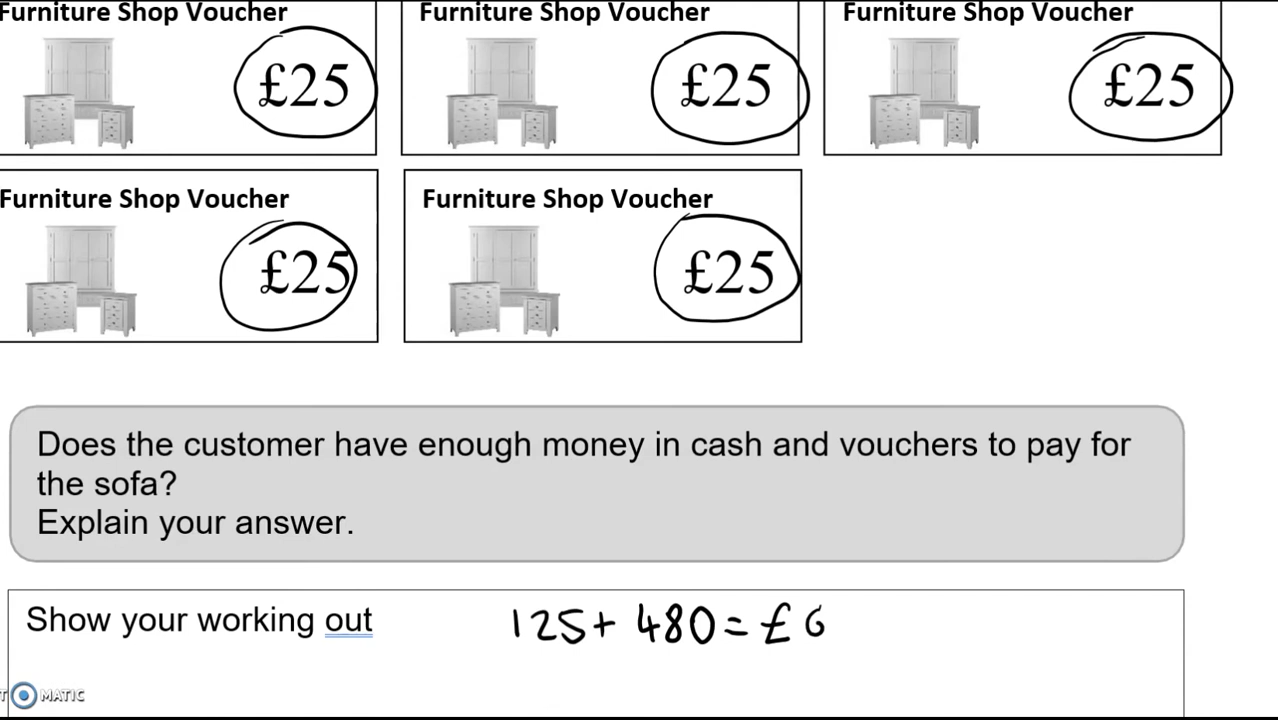 Furniture Shop Voucher Furniture Shop Voucher Furniture Shop Voucher
£25 £25 £25
Furniture Shop Voucher Furniture Shop Voucher
£25 £25
Does the customer have enough money in cash and vouchers to pay for
the sofa?
Explain your answer.
Show your working out 125+ 480=£6
MATIC